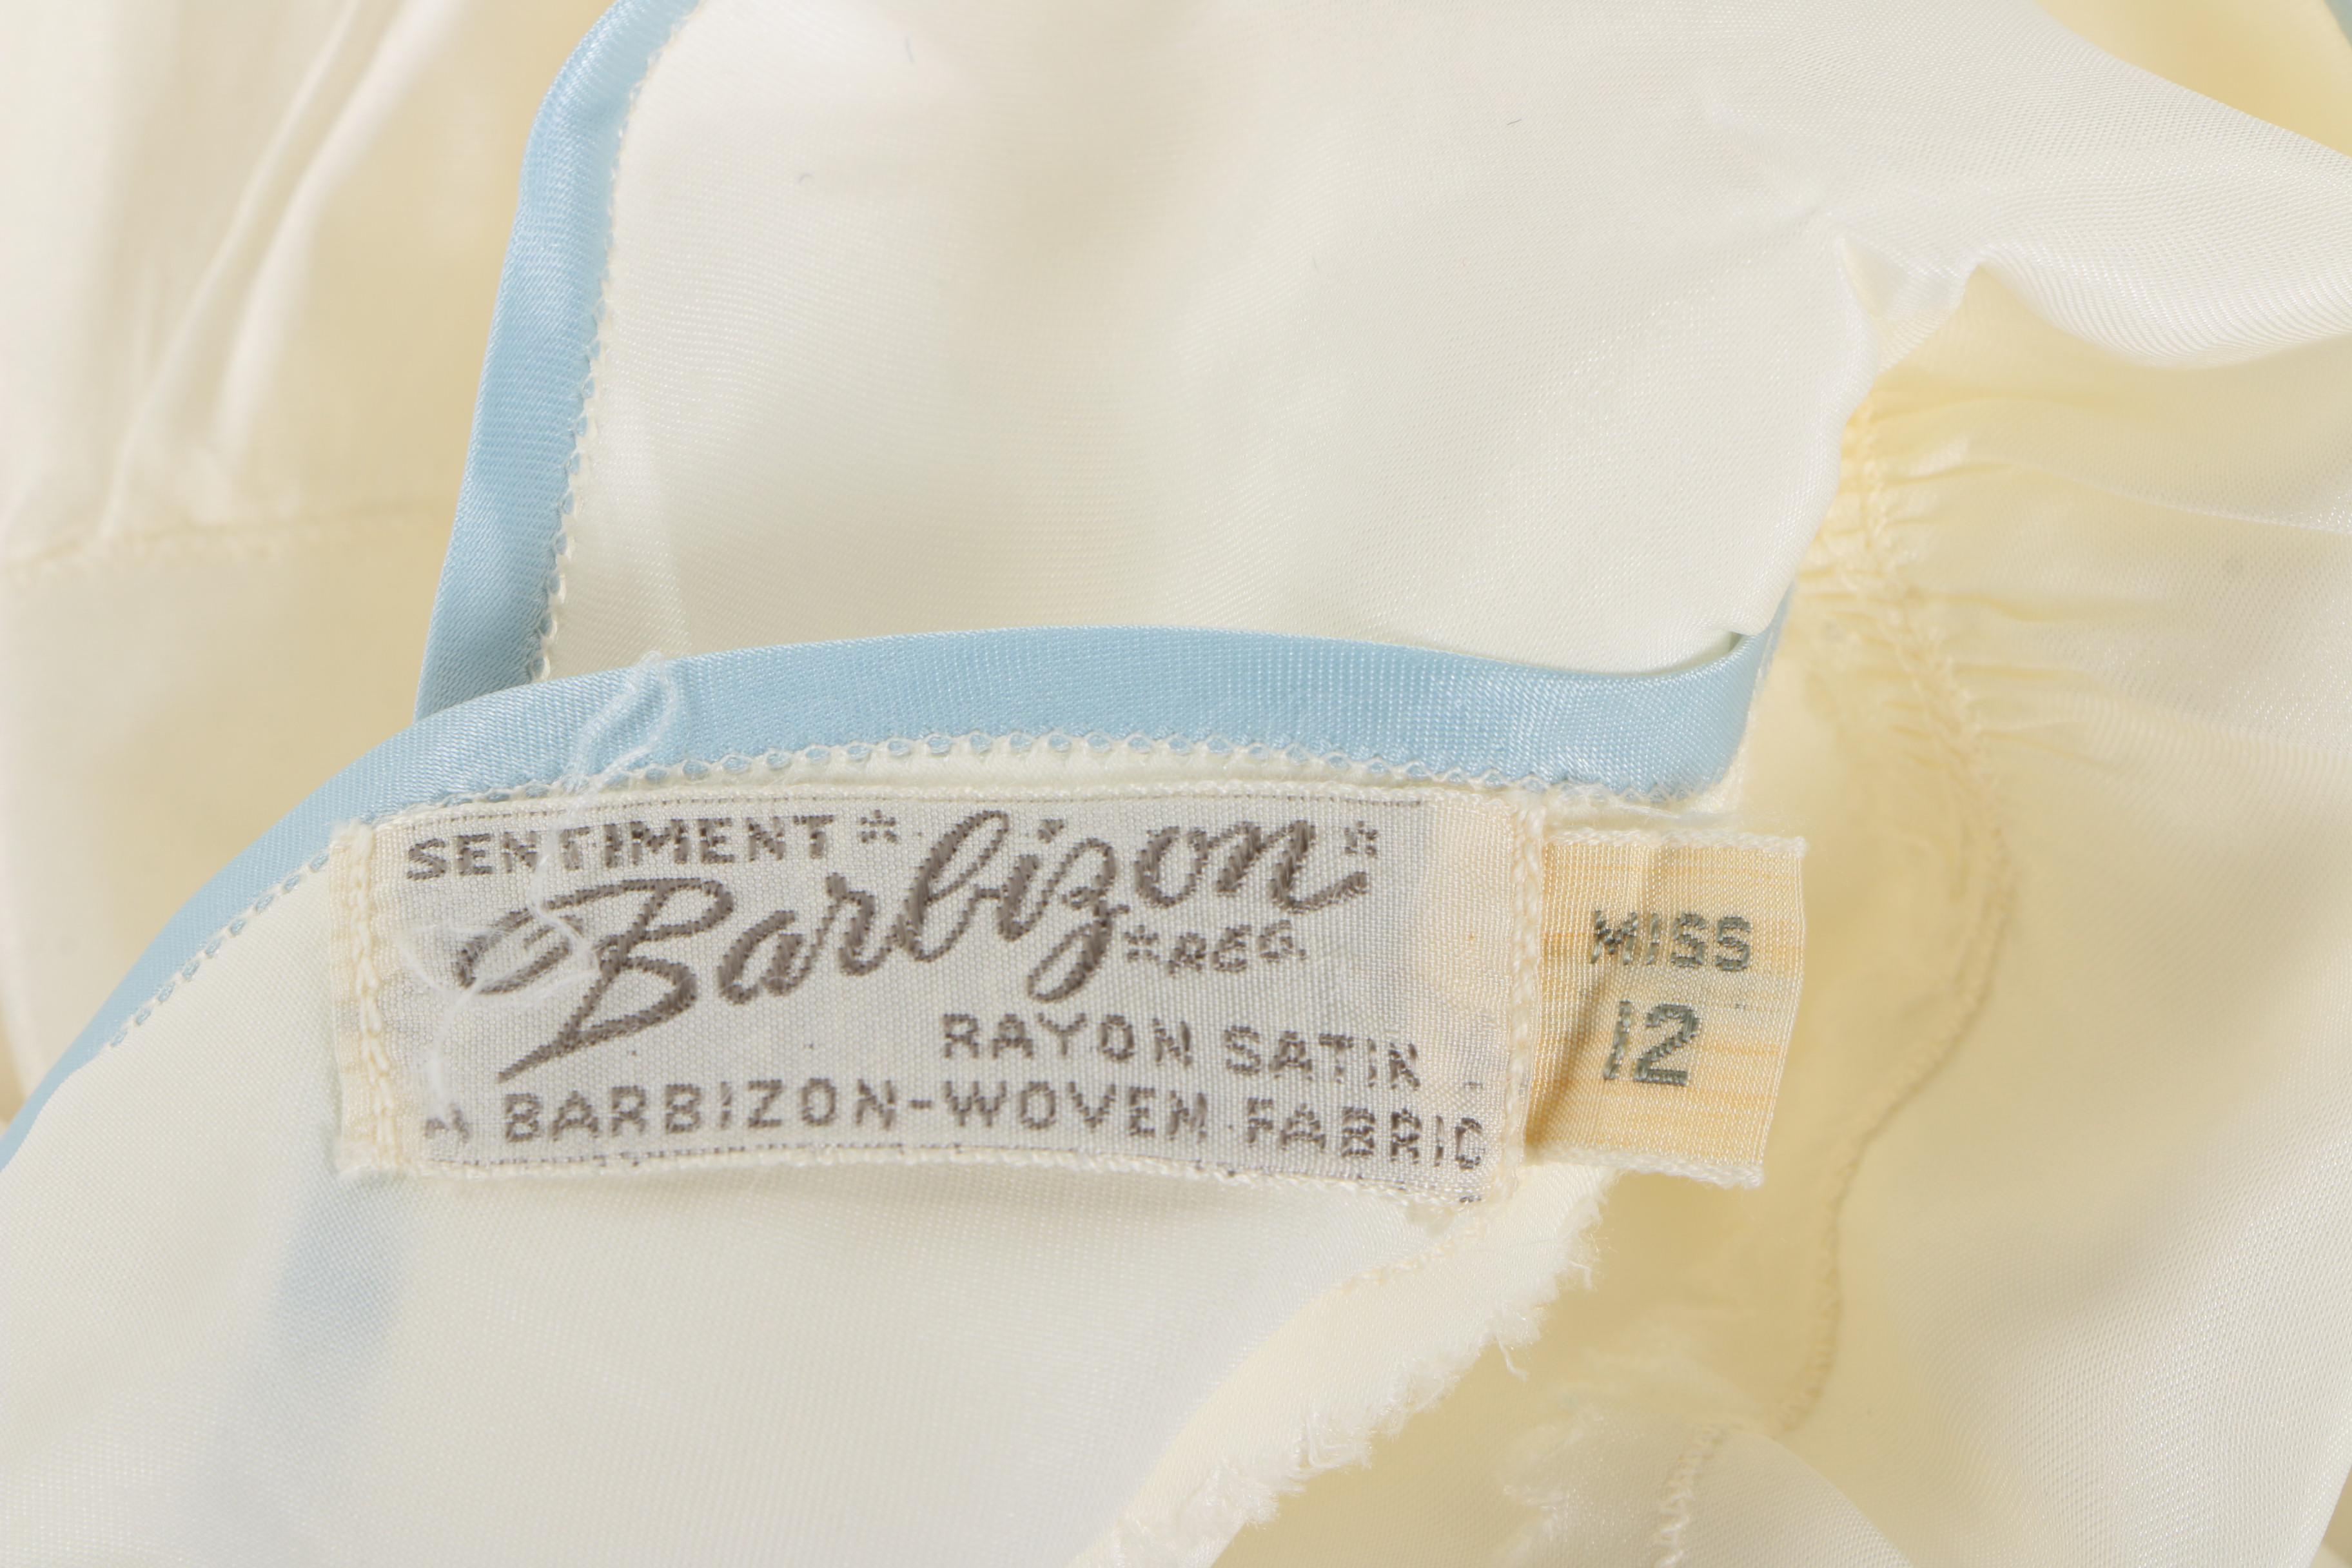 SENTIMENT*
Barbizon*
*REG.
RAYON SATIN
A BARBIZON-WOVEN FABRIC
MISS
12